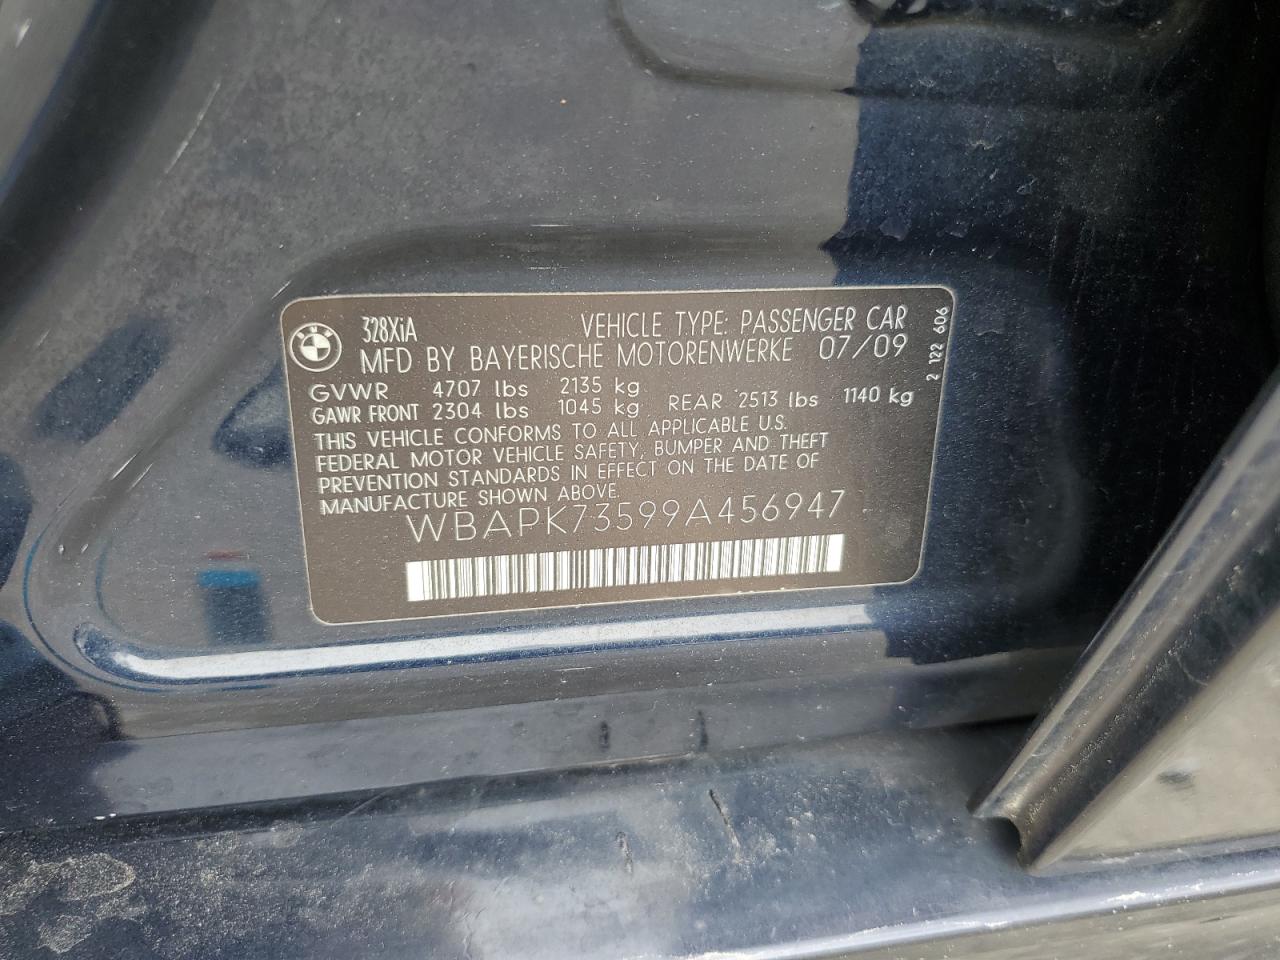 328XiA VEHICLE TYPE: PASSENGER CAR
MFD BY BAYERISCHE MOTORENWERKE 07/09
GVWR 4707 lbs 2135 kg
GAWR FRONT 2304 lbs 1045 kg REAR 2513 lbs 1140 kg
THIS VEHICLE CONFORMS TO ALL APPLICABLE U.S.
FEDERAL MOTOR VEHICLE SAFETY, BUMPER AND THEFT
PREVENTION STANDARDS IN EFFECT ON THE DATE OF
MANUFACTURE SHOWN ABOVE.
WBAPK73599A456947
2 122 606